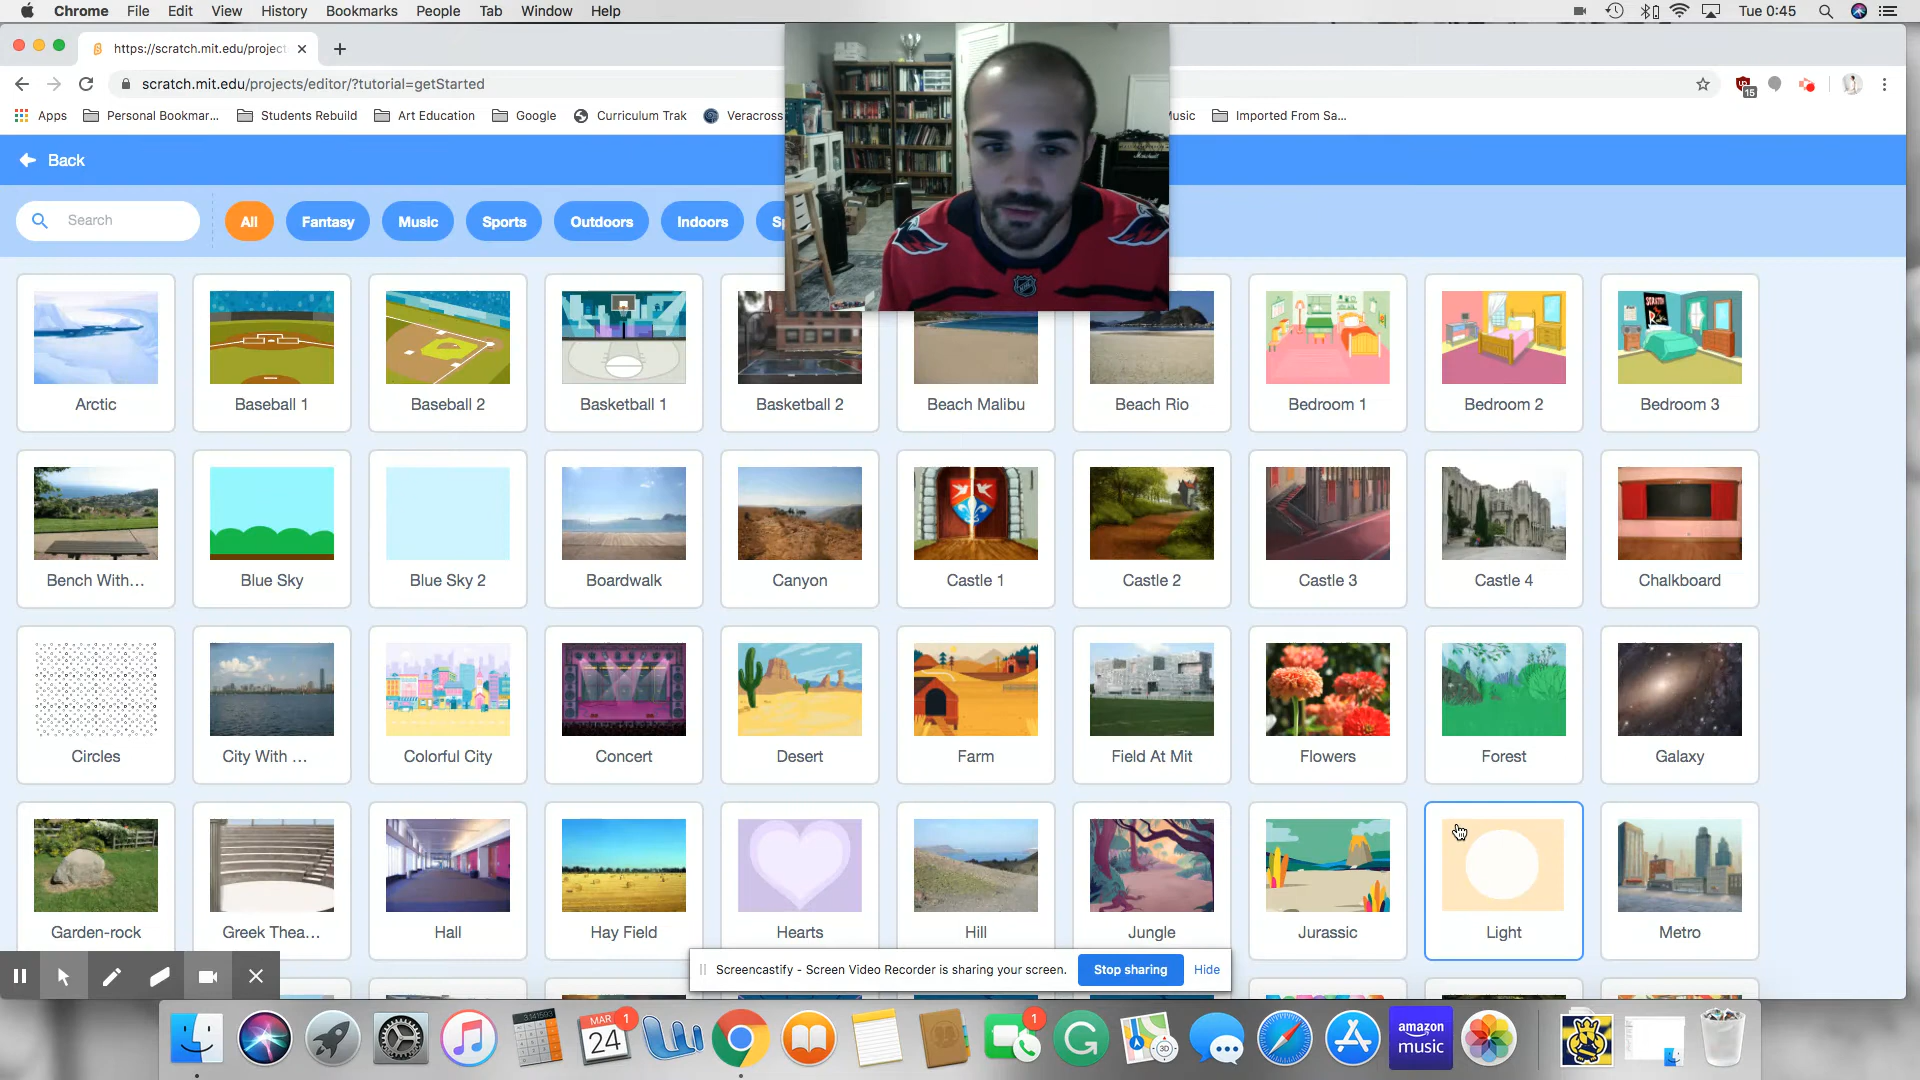 Chrome File Edit View History Bookmarks People Tab Window Help Tue 0:45
https://scratch.mit.edu/project
scratch.mit.edu/projects/editor/?tutorial=getStarted
15
Apps Personal Bookmar... Students Rebuild Art Education Google Curriculum Trak Veracross usic Imported From Sa...
Back
Search All Fantasy Music Sports Outdoors Indoors Sp
Arctic Baseball 1 Baseball 2 Basketball 1 Basketball 2 Beach Malibu Beach Rio Bedroom 1 Bedroom 2 Bedroom 3
Bench With... Blue Sky Blue Sky 2 Boardwalk Canyon Castle 1 Castle 2 Castle 3 Castle 4 Chalkboard
Circles City With ... Colorful City Concert Desert Farm Field At Mit Flowers Forest Galaxy
Garden-rock Greek Thea... Hall Hay Field Hearts Hill Jungle Jurassic Light Metro
Screencastify - Screen Video Recorder is sharing your screen. Stop sharing Hide
MAR 24
1
1
3D
amazon music